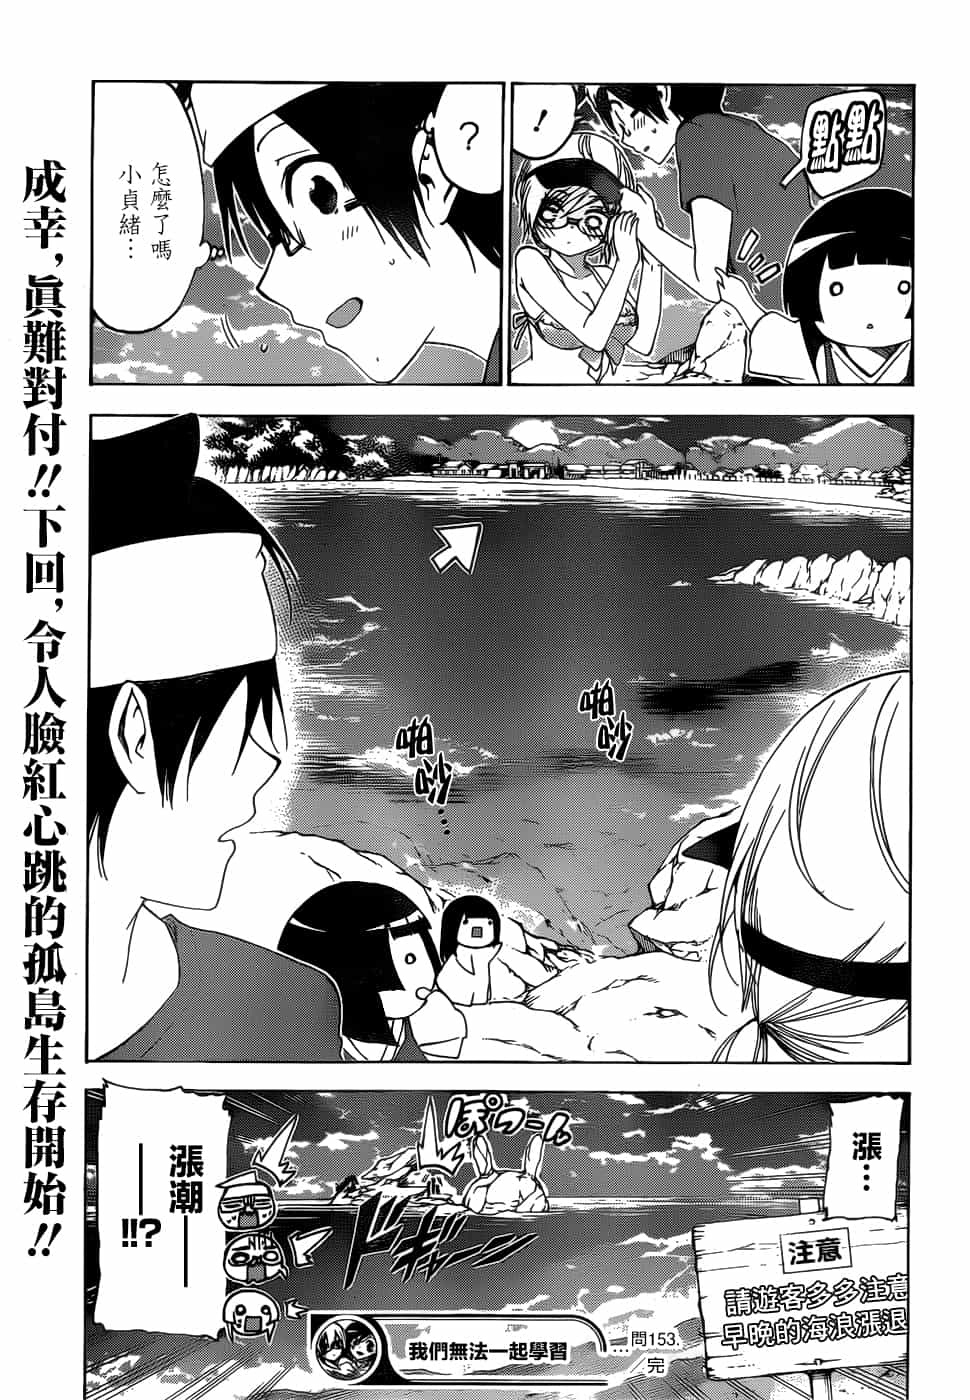 點點
!
?
怎麼了嗎
小貞緒…
啪唦
啪唦……
漲…
漲潮——!!?
ぽつーん
ドギーン
注意
請遊客多多注意
早晚的海浪漲退
我們無法一起學習
…問153.
完
成幸,真難對付!!下回,令人臉紅心跳的孤島生存開始!!